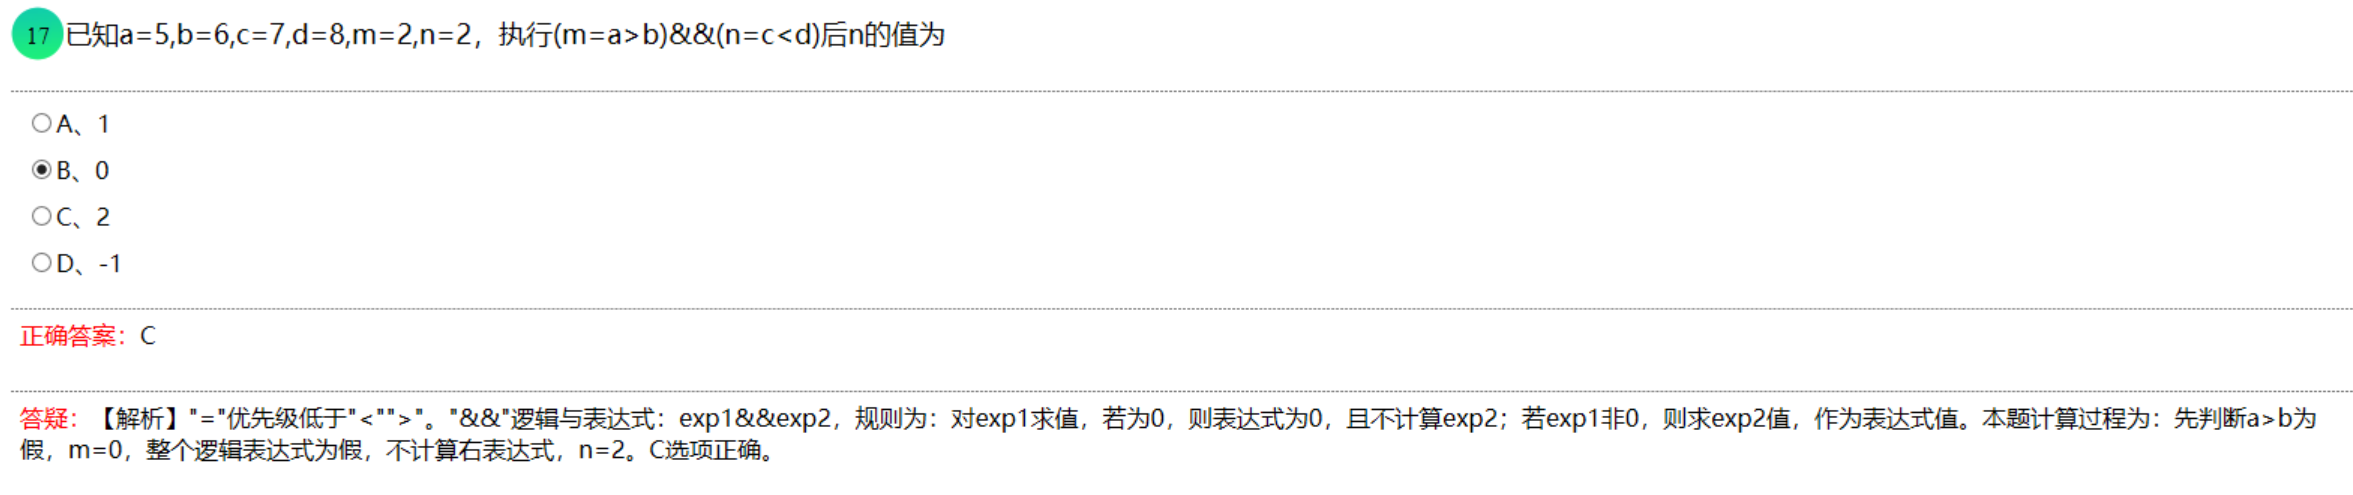 17 已知a=5,b=6,c=7,d=8,m=2,n=2，执行(m=a>b)&&(n=c<d)后n的值为
A、1
B、0
C、2
D、-1
正确答案：C
答疑：【解析】"="优先级低于"<"">"。"&&"逻辑与表达式：exp1&&exp2，规则为：对exp1求值，若为0，则表达式为0，且不计算exp2；若exp1非0，则求exp2值，作为表达式值。本题计算过程为：先判断a>b为
假，m=0，整个逻辑表达式为假，不计算右表达式，n=2。C选项正确。